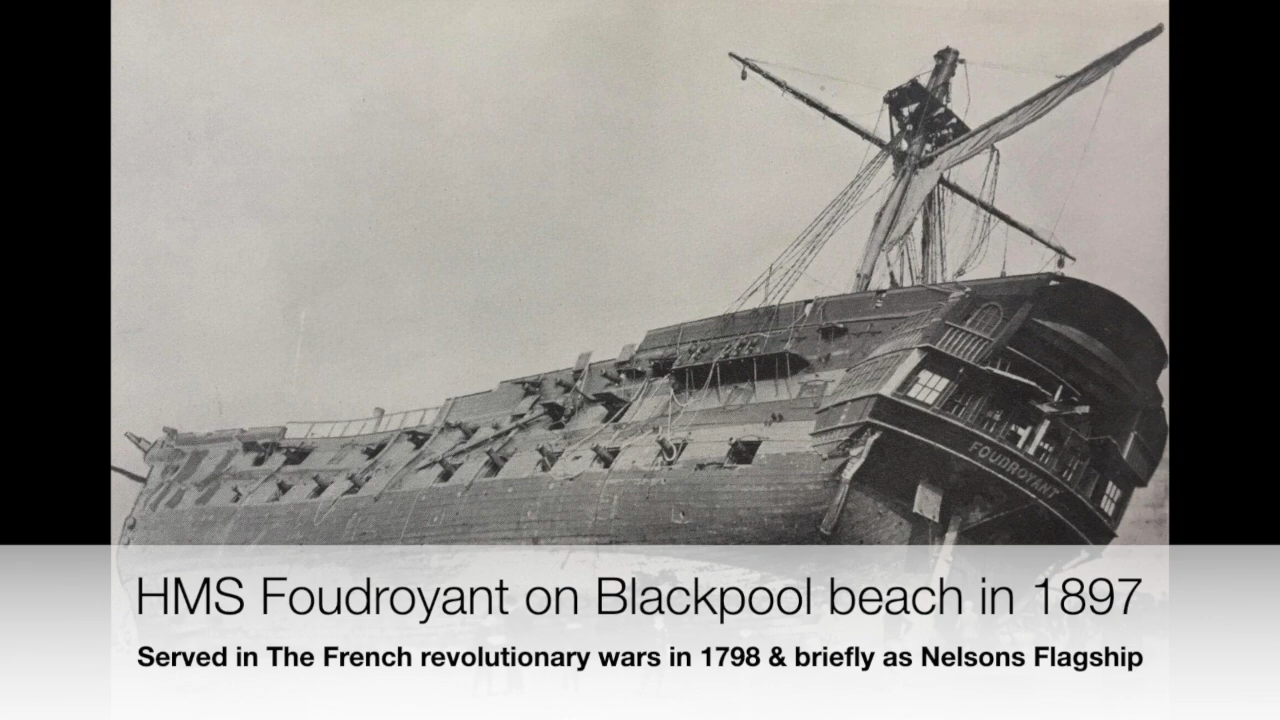 FOUDROYANT
HMS Foudroyant on Blackpool beach in 1897
Served in The French revolutionary wars in 1798 & briefly as Nelsons Flagship